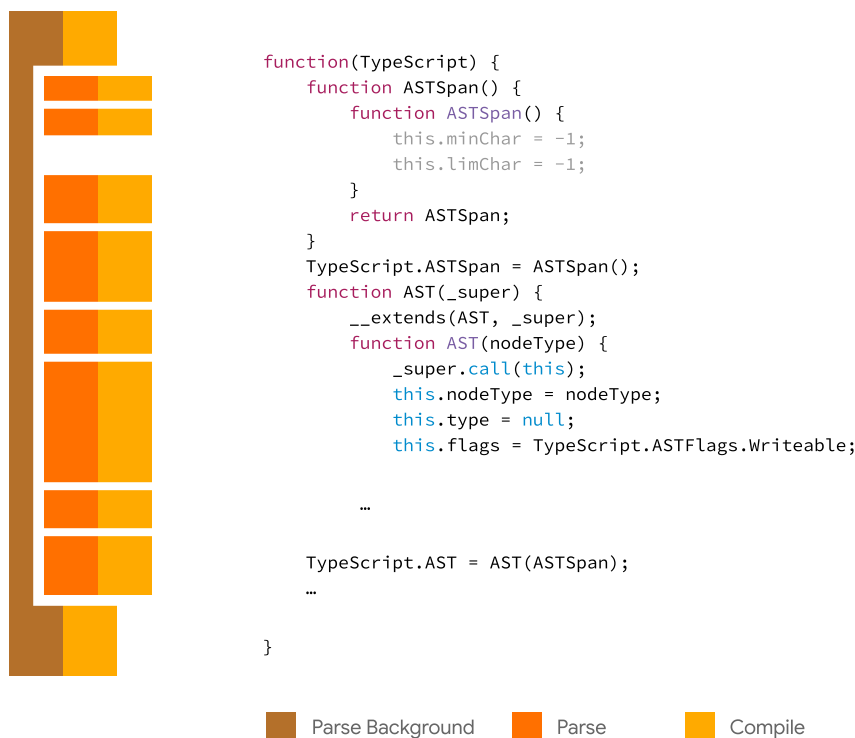 function(TypeScript) {
    function ASTSpan() {
        function ASTSpan() {
            this.minChar = -1;
            this.limChar = -1;
        }
        return ASTSpan;
    }
    TypeScript.ASTSpan = ASTSpan();
    function AST(_super) {
        __extends(AST, _super);
        function AST(nodeType) {
            _super.call(this);
            this.nodeType = nodeType;
            this.type = null;
            this.flags = TypeScript.ASTFlags.Writeable;
         …
    TypeScript.AST = AST(ASTSpan);
    …
}
Parse Background Parse Compile